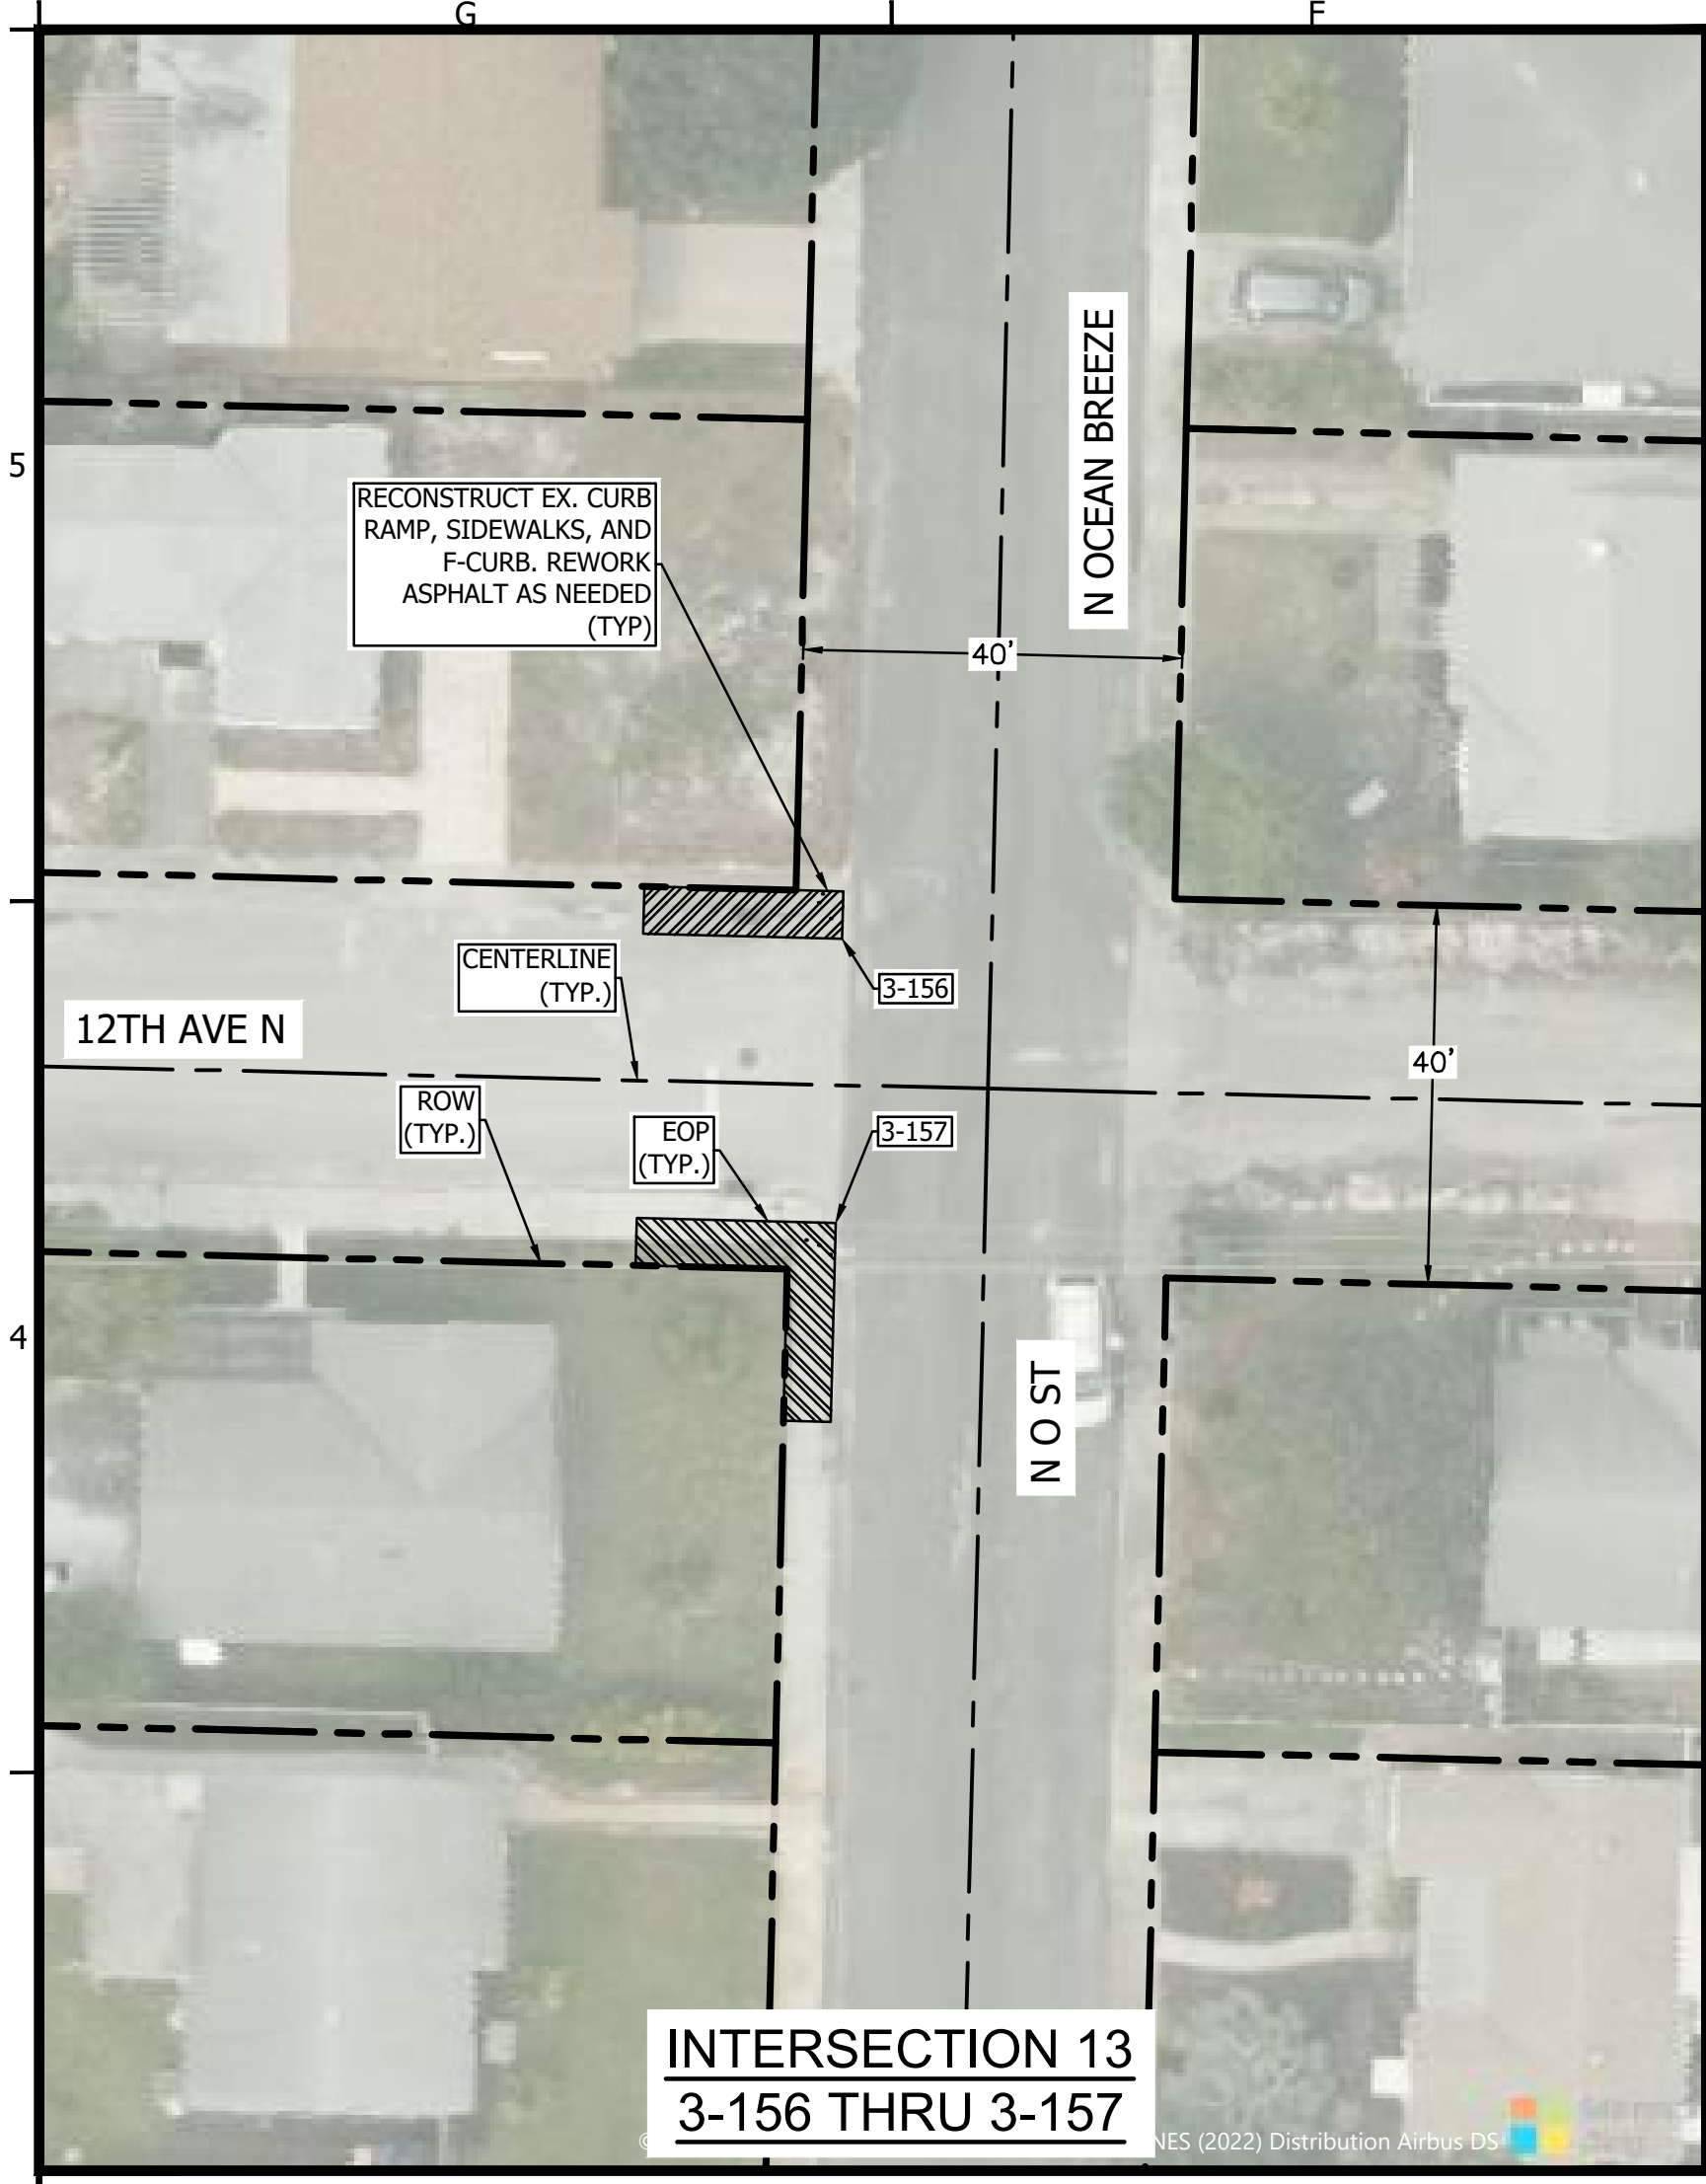 G
F
5
N OCEAN BREEZE
RECONSTRUCT EX. CURB
RAMP, SIDEWALKS, AND
F-CURB. REWORK
ASPHALT AS NEEDED
(TYP)
40'
CENTERLINE
(TYP.)
3-156
12TH AVE N
40'
ROW
(TYP.)
EOP
(TYP.)
3-157
4
N O ST
INTERSECTION 13
3-156 THRU 3-157
© NES (2022) Distribution Airbus DS